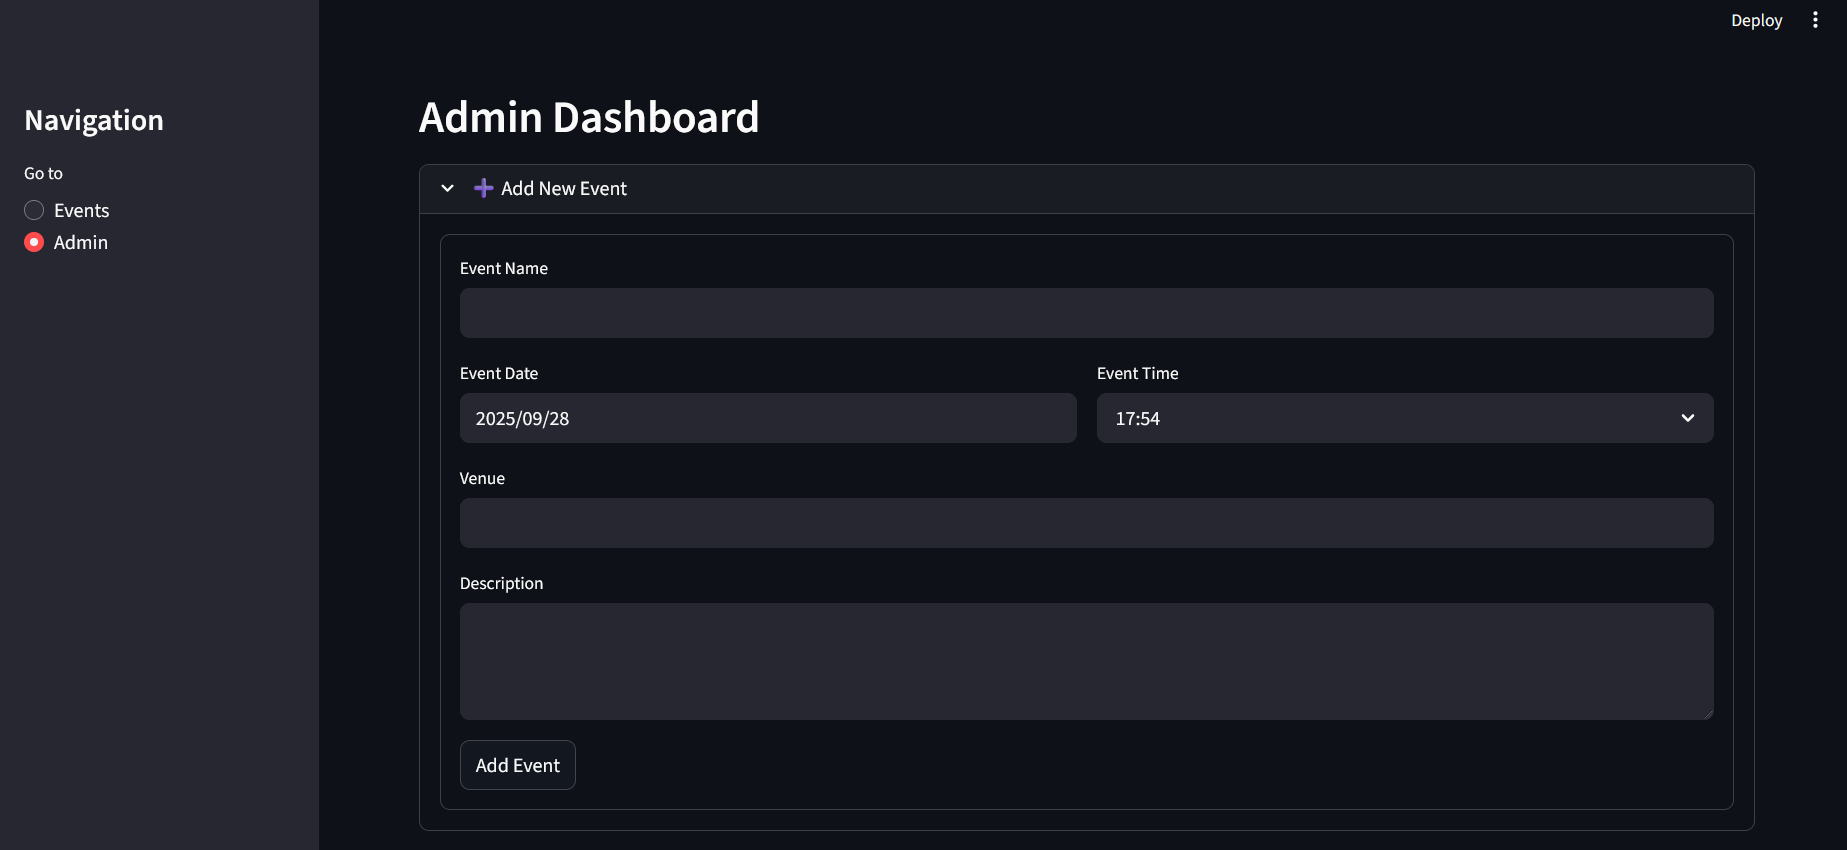 Deploy
Navigation
Go to
Events
Admin
Admin Dashboard
Add New Event
Event Name
Event Date
Event Time
2025/09/28
17:54
Venue
Description
Add Event